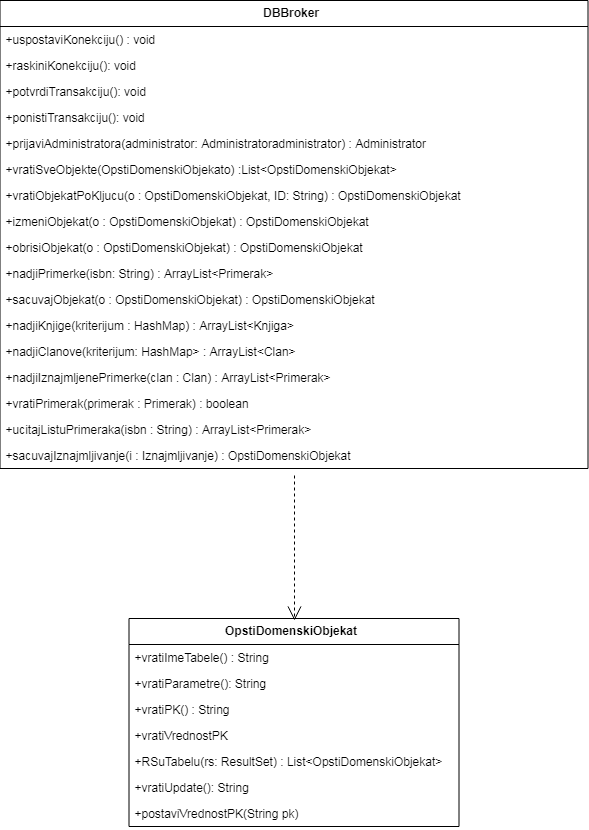 DBBroker
+uspostaviKonekciju() : void
+raskiniKonekciju(): void
+potvrdiTransakciju(): void
+ponistiTransakciju(): void
+prijaviAdministratora(administrator: Administratoradministrator) : Administrator
+vratiSveObjekte(OpstiDomenskiObjekato) :List<OpstiDomenskiObjekat>
+vratiObjekatPoKljucu(o : OpstiDomenskiObjekat, ID: String) : OpstiDomenskiObjekat
+izmeniObjekat(o : OpstiDomenskiObjekat) : OpstiDomenskiObjekat
+obrisiObjekat(o : OpstiDomenskiObjekat) : OpstiDomenskiObjekat
+nadjiPrimerke(isbn: String) : ArrayList<Primerak>
+sacuvajObjekat(o : OpstiDomenskiObjekat) : OpstiDomenskiObjekat
+nadjiKnjige(kriterijum : HashMap) : ArrayList<Knjiga>
+nadjiClanove(kriterijum: HashMap> : ArrayList<Clan>
+nadjiIznajmljenePrimerke(clan : Clan) : ArrayList<Primerak>
+vratiPrimerak(primerak : Primerak) : boolean
+ucitajListuPrimeraka(isbn : String) : ArrayList<Primerak>
+sacuvajIznajmljivanje(i : Iznajmljivanje) : OpstiDomenskiObjekat
OpstiDomenskiObjekat
+vratiImeTabele() : String
+vratiParametre(): String
+vratiPK() : String
+vratiVrednostPK
+RSuTabelu(rs: ResultSet) : List<OpstiDomenskiObjekat>
+vratiUpdate(): String
+postaviVrednostPK(String pk)